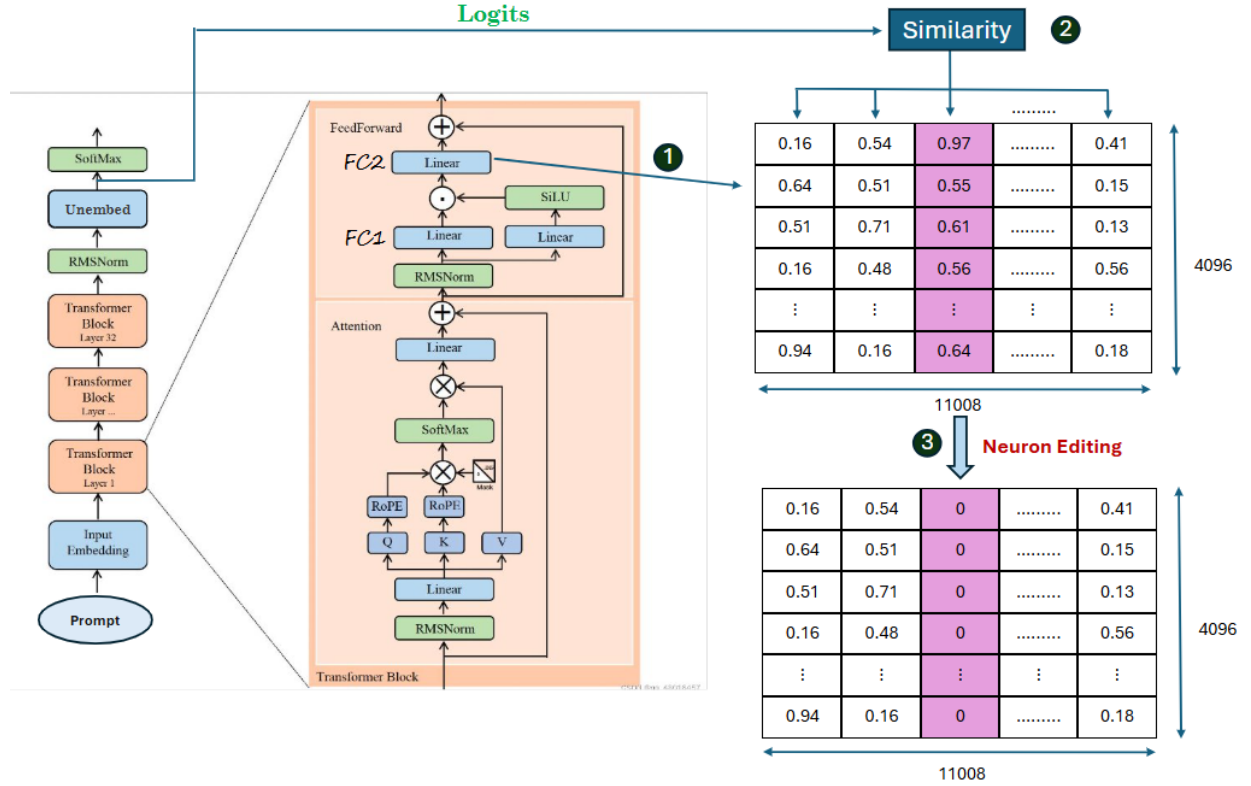 Logits
Similarity
2
SoftMax
Unembed
RMSNorm
Transformer
Block
Layer 32
Transformer
Block
Layer ...
Transformer
Block
Layer 1
Input
Embedding
Prompt
FeedForward
FC2
Linear
SiLU
FC1
Linear
Linear
RMSNorm
Attention
Linear
SoftMax
Mask
RoPE
RoPE
Q
K
V
Linear
RMSNorm
Transformer Block
1
.........
0.16 0.54 0.97 ......... 0.41
0.64 0.51 0.55 ......... 0.15
0.51 0.71 0.61 ......... 0.13
0.16 0.48 0.56 ......... 0.56
⋮ ⋮ ⋮ ⋮ ⋮
0.94 0.16 0.64 ......... 0.18
4096
11008
3
Neuron Editing
0.16 0.54 0 ......... 0.41
0.64 0.51 0 ......... 0.15
0.51 0.71 0 ......... 0.13
0.16 0.48 0 ......... 0.56
⋮ ⋮ ⋮ ⋮ ⋮
0.94 0.16 0 ......... 0.18
4096
11008